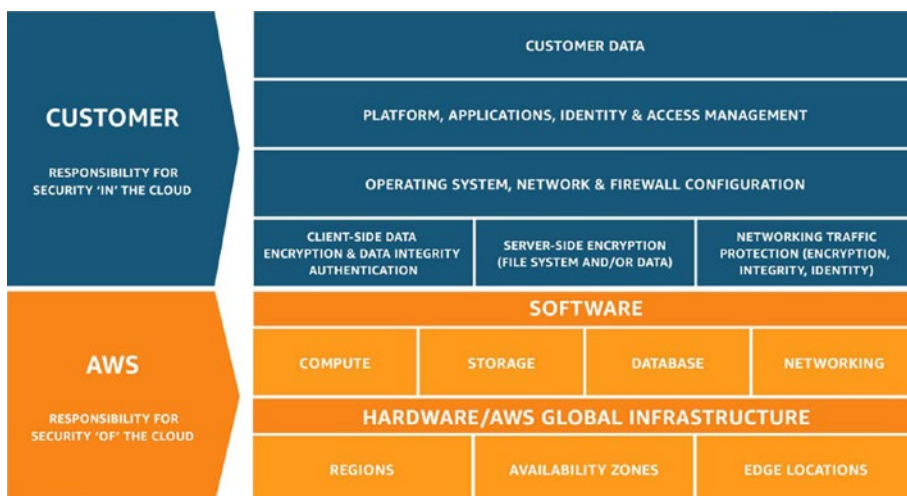 CUSTOMER
RESPONSIBILITY FOR
SECURITY ‘IN’ THE CLOUD
CUSTOMER DATA
PLATFORM, APPLICATIONS, IDENTITY & ACCESS MANAGEMENT
OPERATING SYSTEM, NETWORK & FIREWALL CONFIGURATION
CLIENT-SIDE DATA
ENCRYPTION & DATA INTEGRITY
AUTHENTICATION
SERVER-SIDE ENCRYPTION
(FILE SYSTEM AND/OR DATA)
NETWORKING TRAFFIC
PROTECTION (ENCRYPTION,
INTEGRITY, IDENTITY)
AWS
RESPONSIBILITY FOR
SECURITY ‘OF’ THE CLOUD
SOFTWARE
COMPUTE
STORAGE
DATABASE
NETWORKING
HARDWARE/AWS GLOBAL INFRASTRUCTURE
REGIONS
AVAILABILITY ZONES
EDGE LOCATIONS